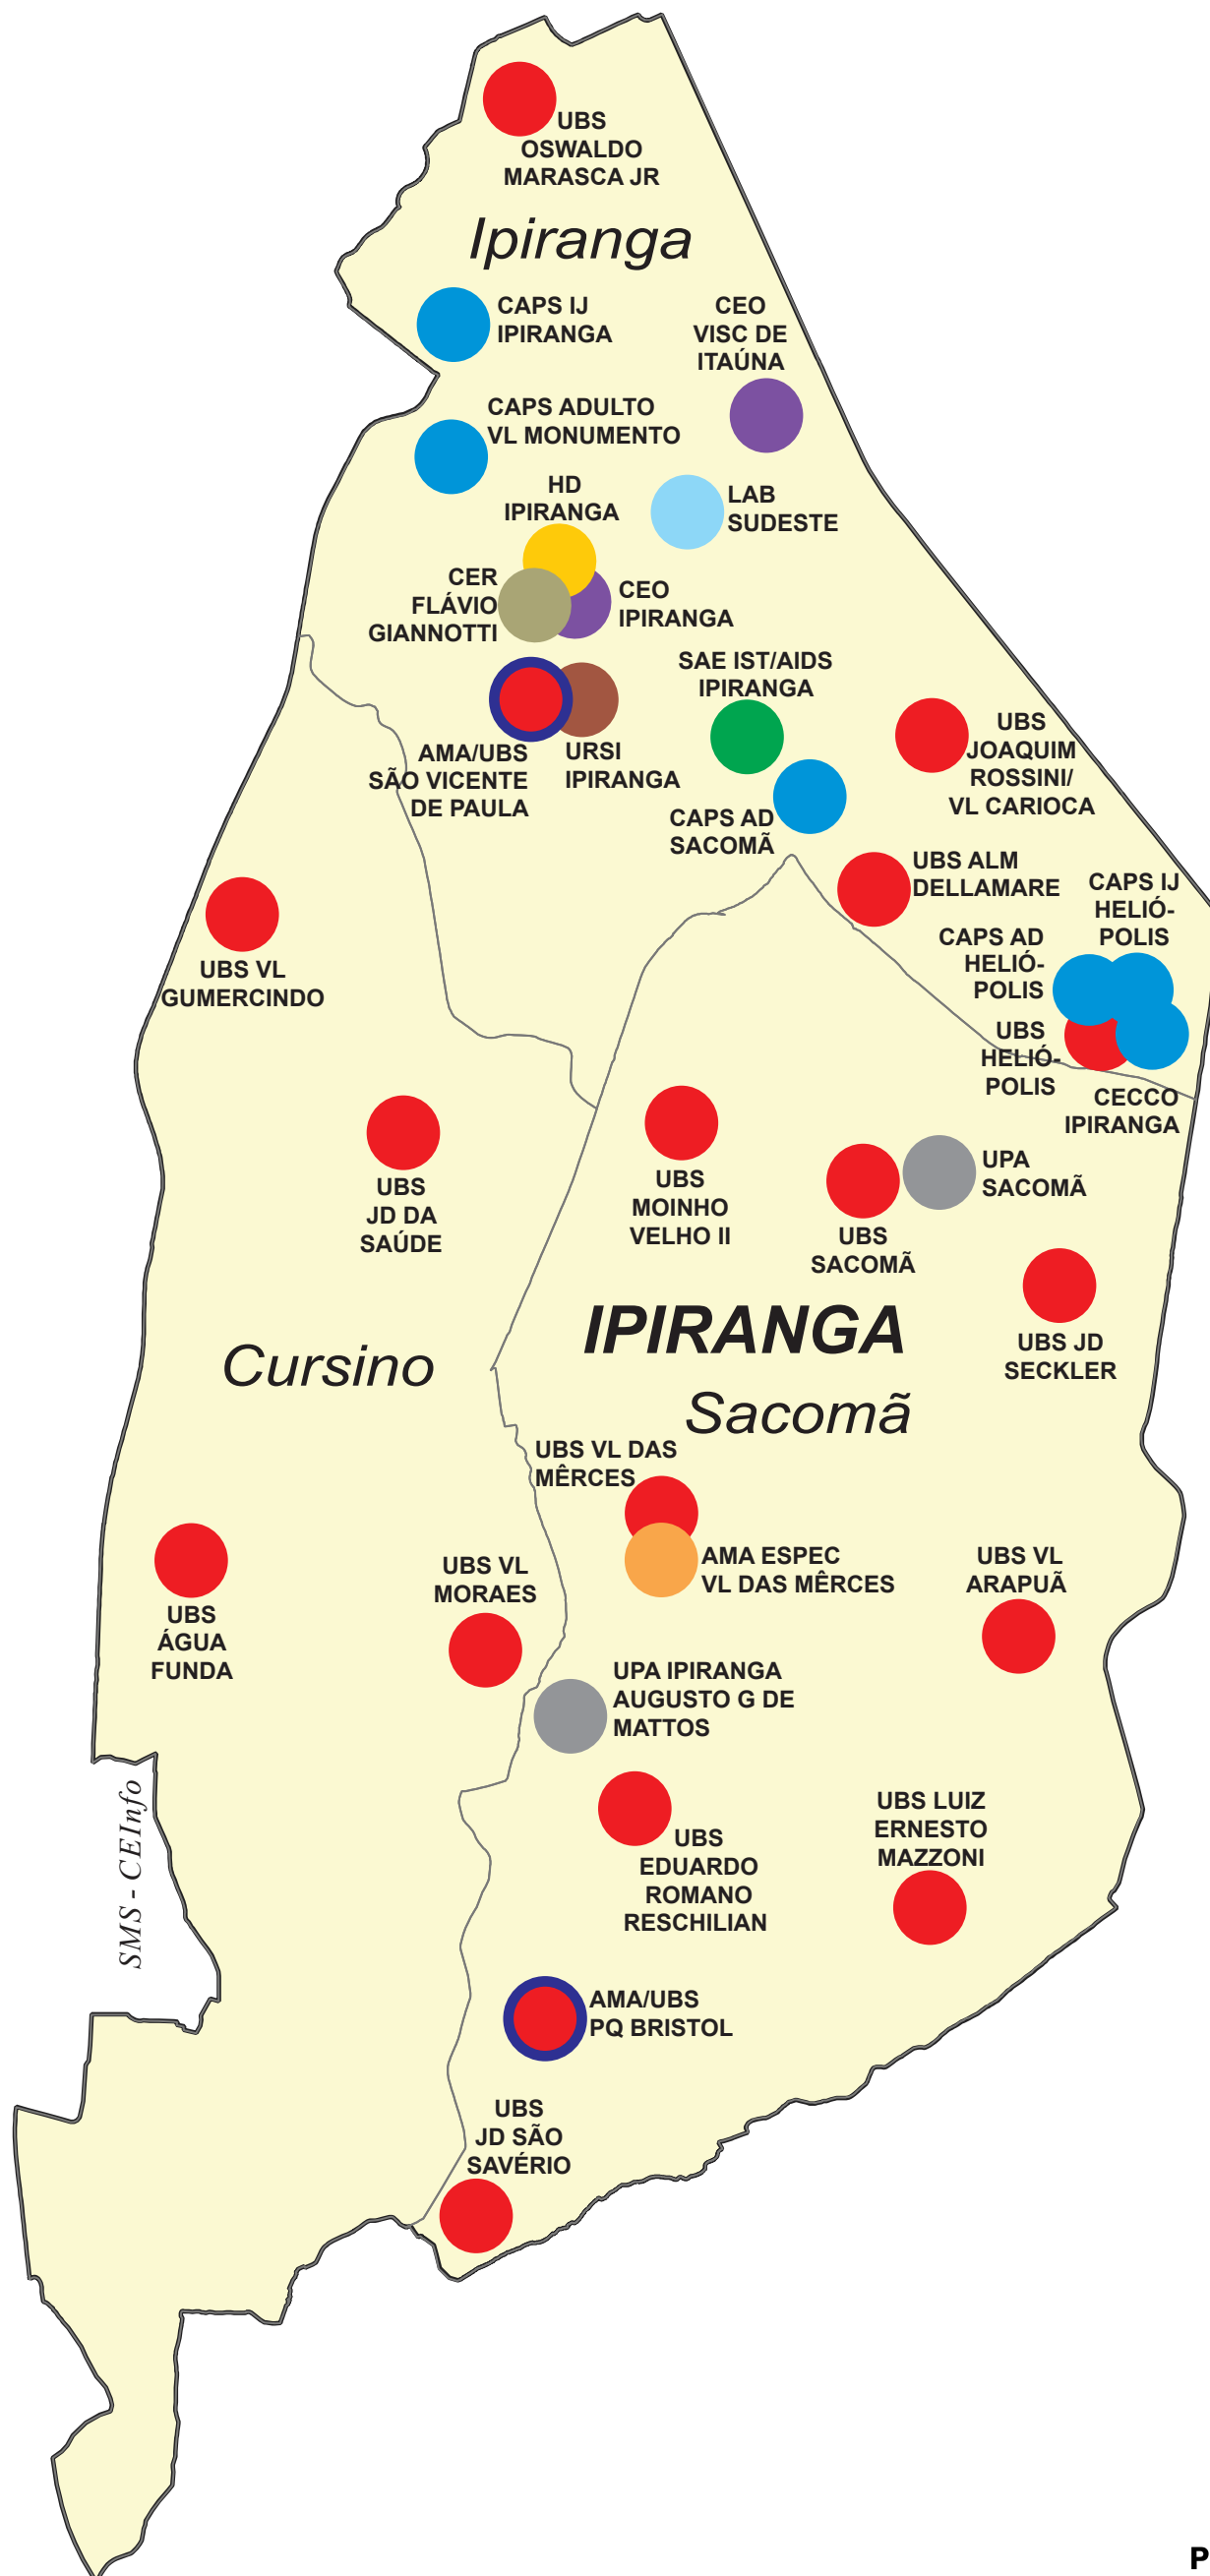 UBS
OSWALDO
MARASCA JR
Ipiranga
CAPS IJ
IPIRANGA
CEO
VISC DE
ITAÚNA
CAPS ADULTO
VL MONUMENTO
HD
IPIRANGA
LAB
SUDESTE
CER
FLÁVIO
GIANNOTTI
CEO
IPIRANGA
SAE IST/AIDS
IPIRANGA
AMA/UBS
SÃO VICENTE
DE PAULA
URSI
IPIRANGA
UBS
JOAQUIM
ROSSINI/
VL CARIOCA
CAPS AD
SACOMÃ
UBS ALM
DELLAMARE
CAPS IJ
HELIÓ-
POLIS
CAPS AD
HELIÓ-
POLIS
UBS VL
GUMERCINDO
UBS
HELIÓ-
POLIS
CECCO
IPIRANGA
UBS
JD DA
SAÚDE
UBS
MOINHO
VELHO II
UPA
SACOMÃ
UBS
SACOMÃ
IPIRANGA
UBS JD
SECKLER
Cursino
Sacomã
UBS VL DAS
MÊRCES
AMA ESPEC
VL DAS MÊRCES
UBS VL
ARAPUÃ
UBS VL
MORAES
UBS
ÁGUA
FUNDA
UPA IPIRANGA
AUGUSTO G DE
MATTOS
SMS - CEInfo
UBS
EDUARDO
ROMANO
RESCHILIAN
UBS LUIZ
ERNESTO
MAZZONI
AMA/UBS
PQ BRISTOL
UBS
JD SÃO
SAVÉRIO
P